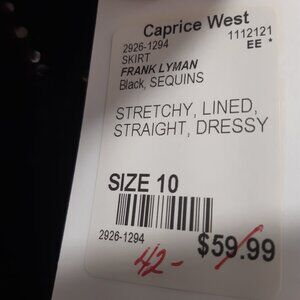 Caprice West
2926-1294 1112121
SKIRT EE *
FRANK LYMAN
Black, SEQUINS
STRETCHY, LINED,
STRAIGHT, DRESSY
SIZE 10
2926-1294
42- $59.99